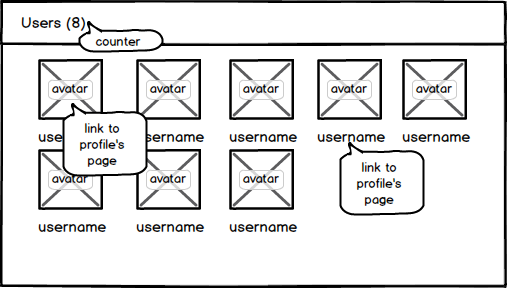 Users (8)
counter
avatar avatar avatar avatar avatar
username username username username username
link to
profile's
page
link to
profile's
page
avatar avatar avatar
username username username